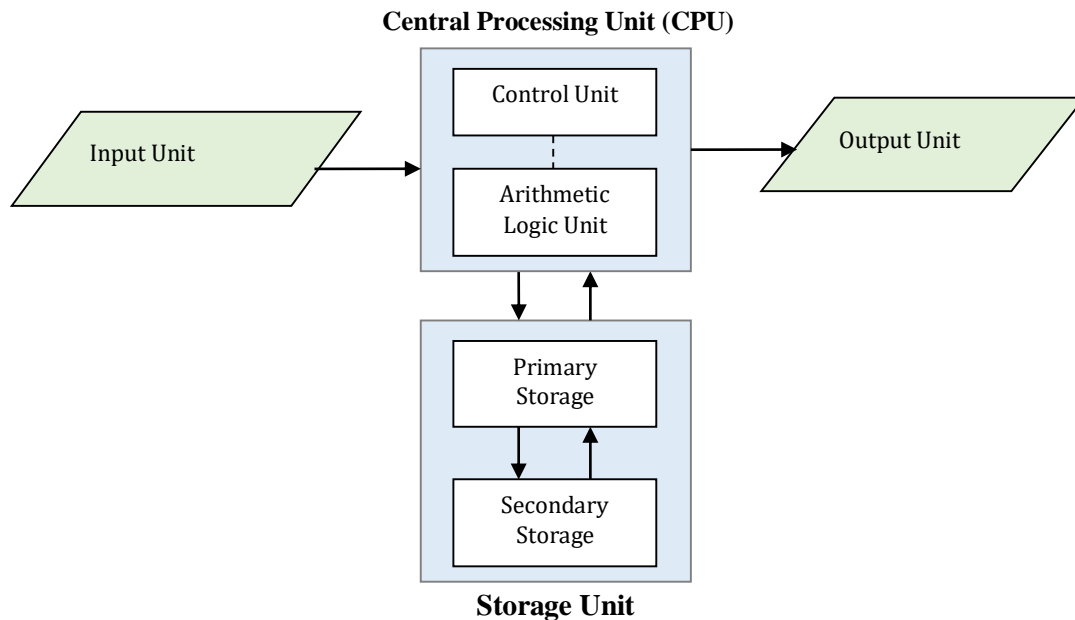 Central Processing Unit (CPU)
Control Unit
Input Unit
Output Unit
Arithmetic
Logic Unit
Primary
Storage
Secondary
Storage
Storage Unit